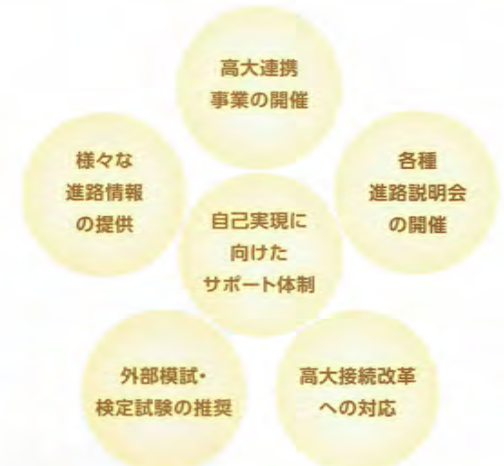 高大連携
事業の開催
様々な
進路情報
の提供
各種
進路説明会
の開催
自己実現に
向けた
サポート体制
外部模試・
検定試験の推奨
高大接続改革
への対応